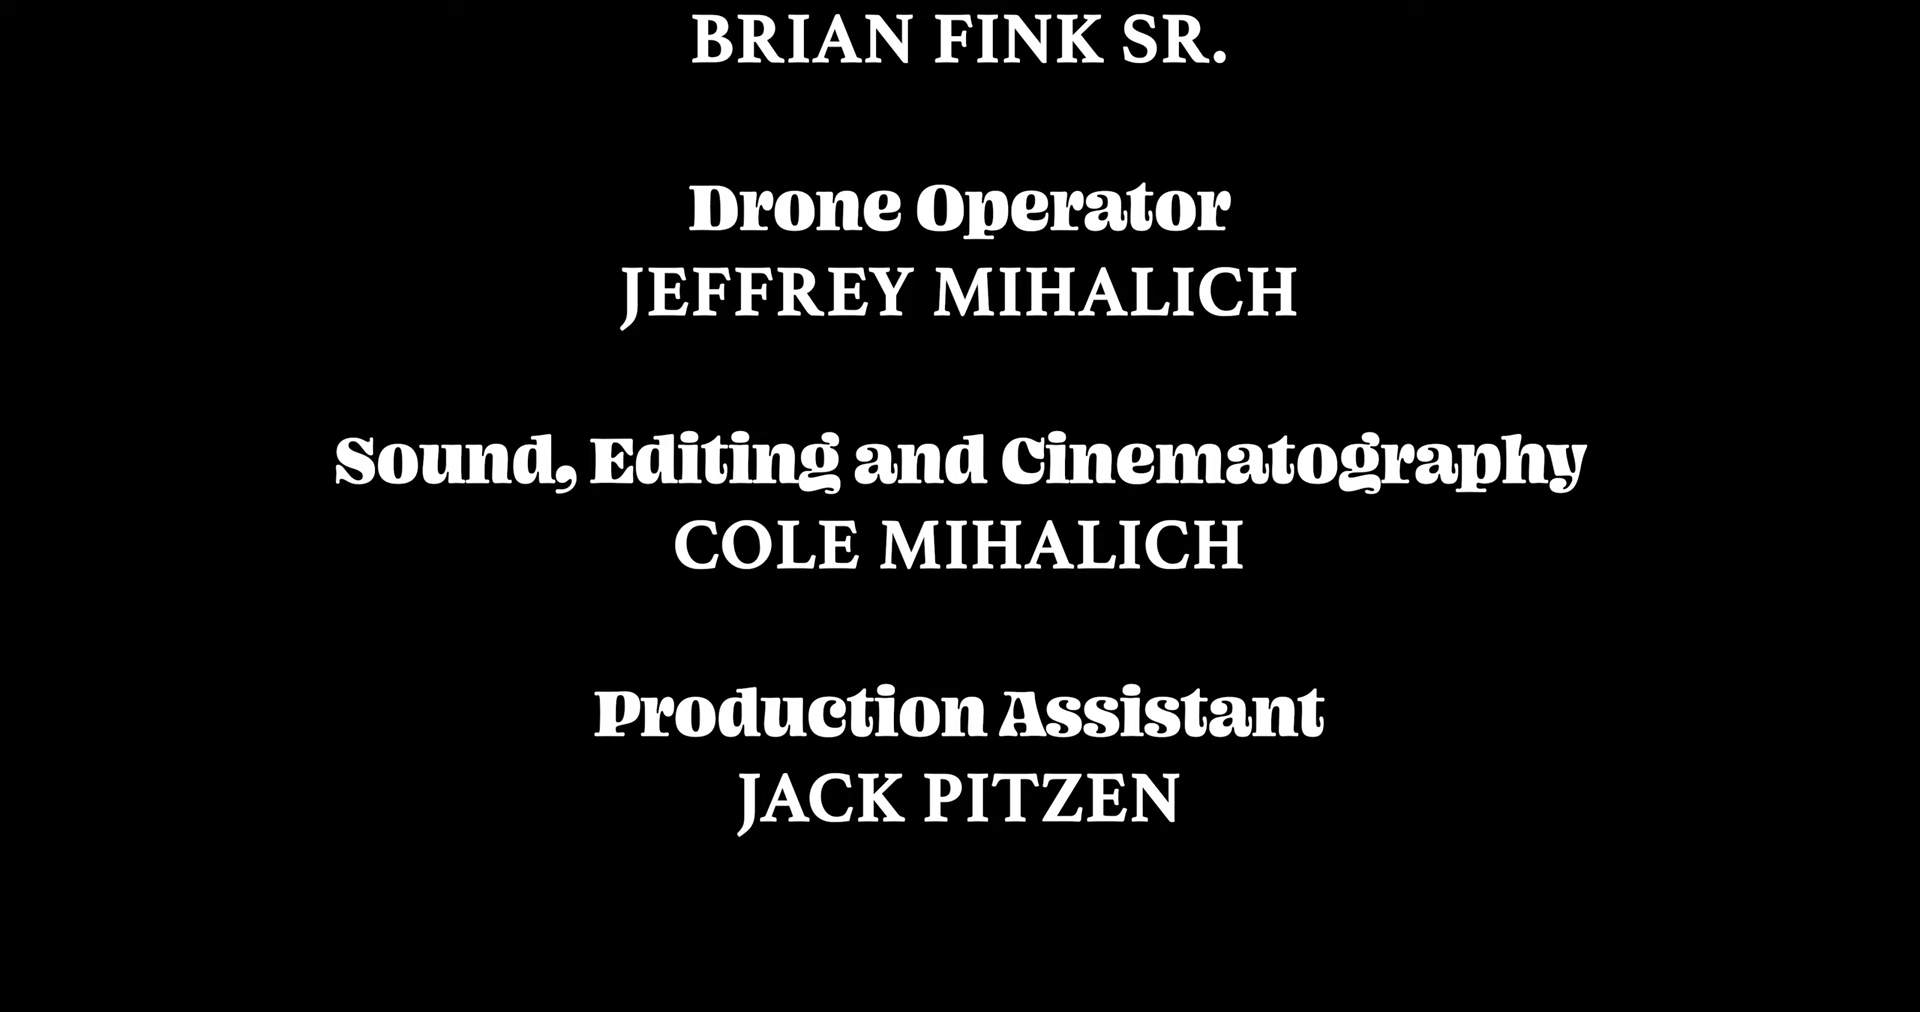 BRIAN FINK SR.
Drone Operator
JEFFREY MIHALICH
Sound, Editing and Cinematography
COLE MIHALICH
Production Assistant
JACK PITZEN